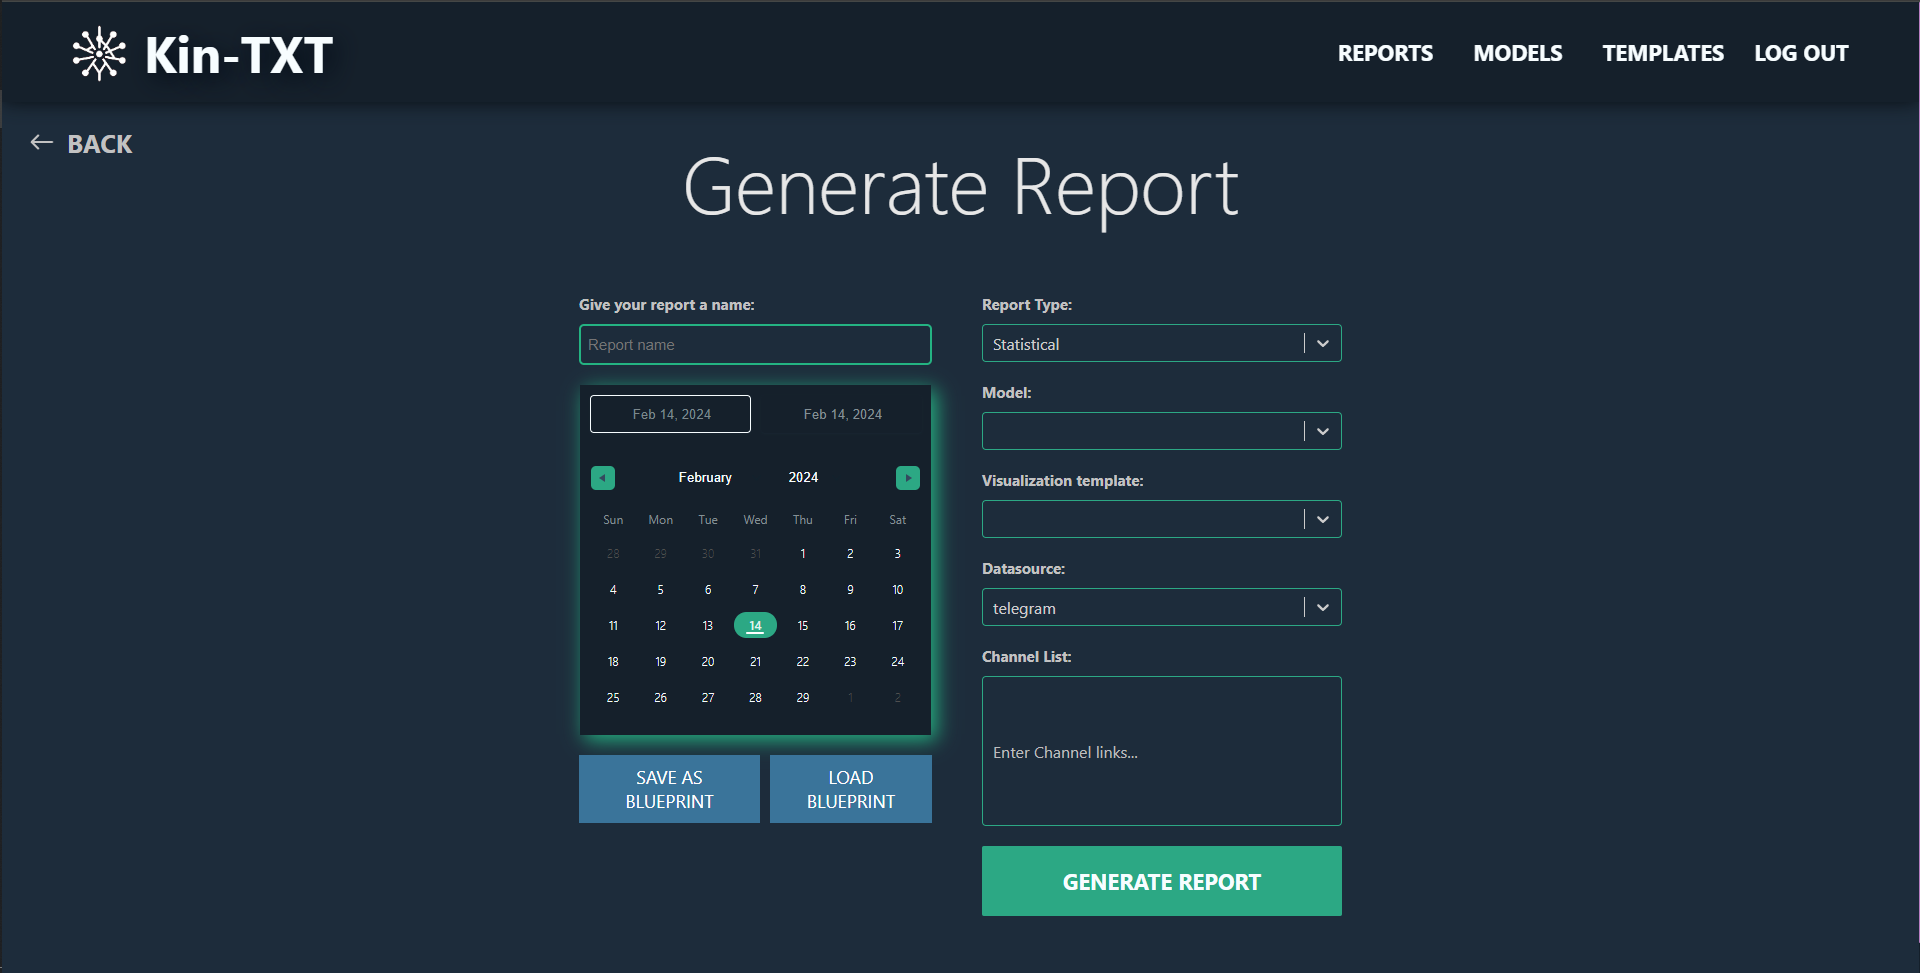 Kin-TXT
REPORTS MODELS TEMPLATES LOG OUT
BACK
Generate Report
Give your report a name:
Report name
Feb 14, 2024 Feb 14, 2024
February 2024
Sun Mon Tue Wed Thu Fri Sat
28 29 30 31 1 2 3
4 5 6 7 8 9 10
11 12 13 14 15 16 17
18 19 20 21 22 23 24
25 26 27 28 29 1 2
SAVE AS
BLUEPRINT
LOAD
BLUEPRINT
Report Type:
Statistical
Model:
Visualization template:
Datasource:
telegram
Channel List:
Enter Channel links...
GENERATE REPORT